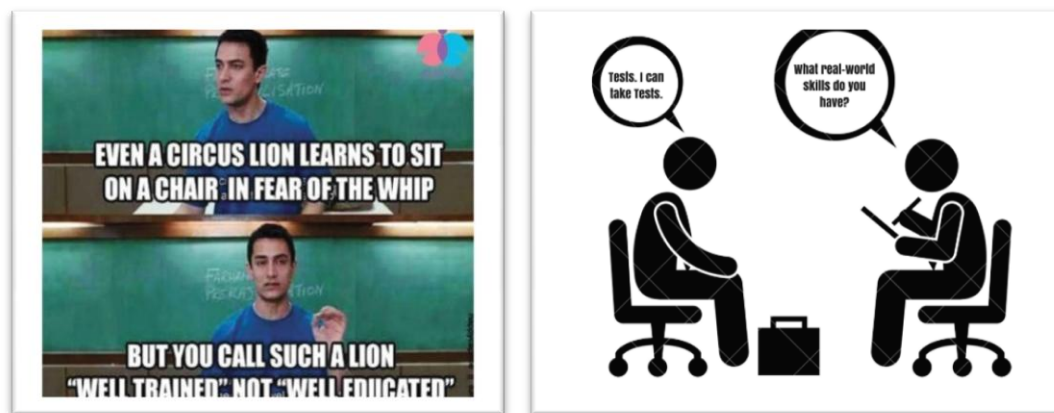 EVEN A CIRCUS LION LEARNS TO SIT
ON A CHAIR IN FEAR OF THE WHIP
BUT YOU CALL SUCH A LION
"WELL TRAINED" NOT "WELL EDUCATED"
Tests. I can
take Tests.
What real-world
skills do you
have?